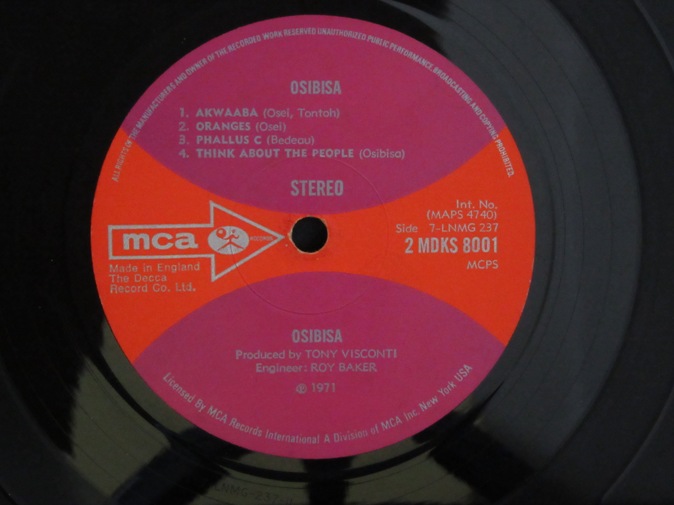 ALL RIGHTS OF THE MANUFACTURERS AND OWNER OF THE RECORDED WORK RESERVED UNAUTHORIZED PUBLIC PERFORMANCE, BROADCASTING AND COPYING PROHIBITED.
OSIBISA
1. AKWAABA (Osei, Tontoh)
2. ORANGES (Osei)
3. PHALLUS C (Bedeau)
4. THINK ABOUT THE PEOPLE (Osibisa)
STEREO
Int. No.
(MAPS 4740)
Side 7-LNMG 237
2 MDKS 8001
MCPS
mca RECORDS
Made in England
The Decca
Record Co. Ltd.
OSIBISA
Produced by TONY VISCONTI
Engineer: ROY BAKER
℗ 1971
Licensed By MCA Records International A Division of MCA Inc. New York USA